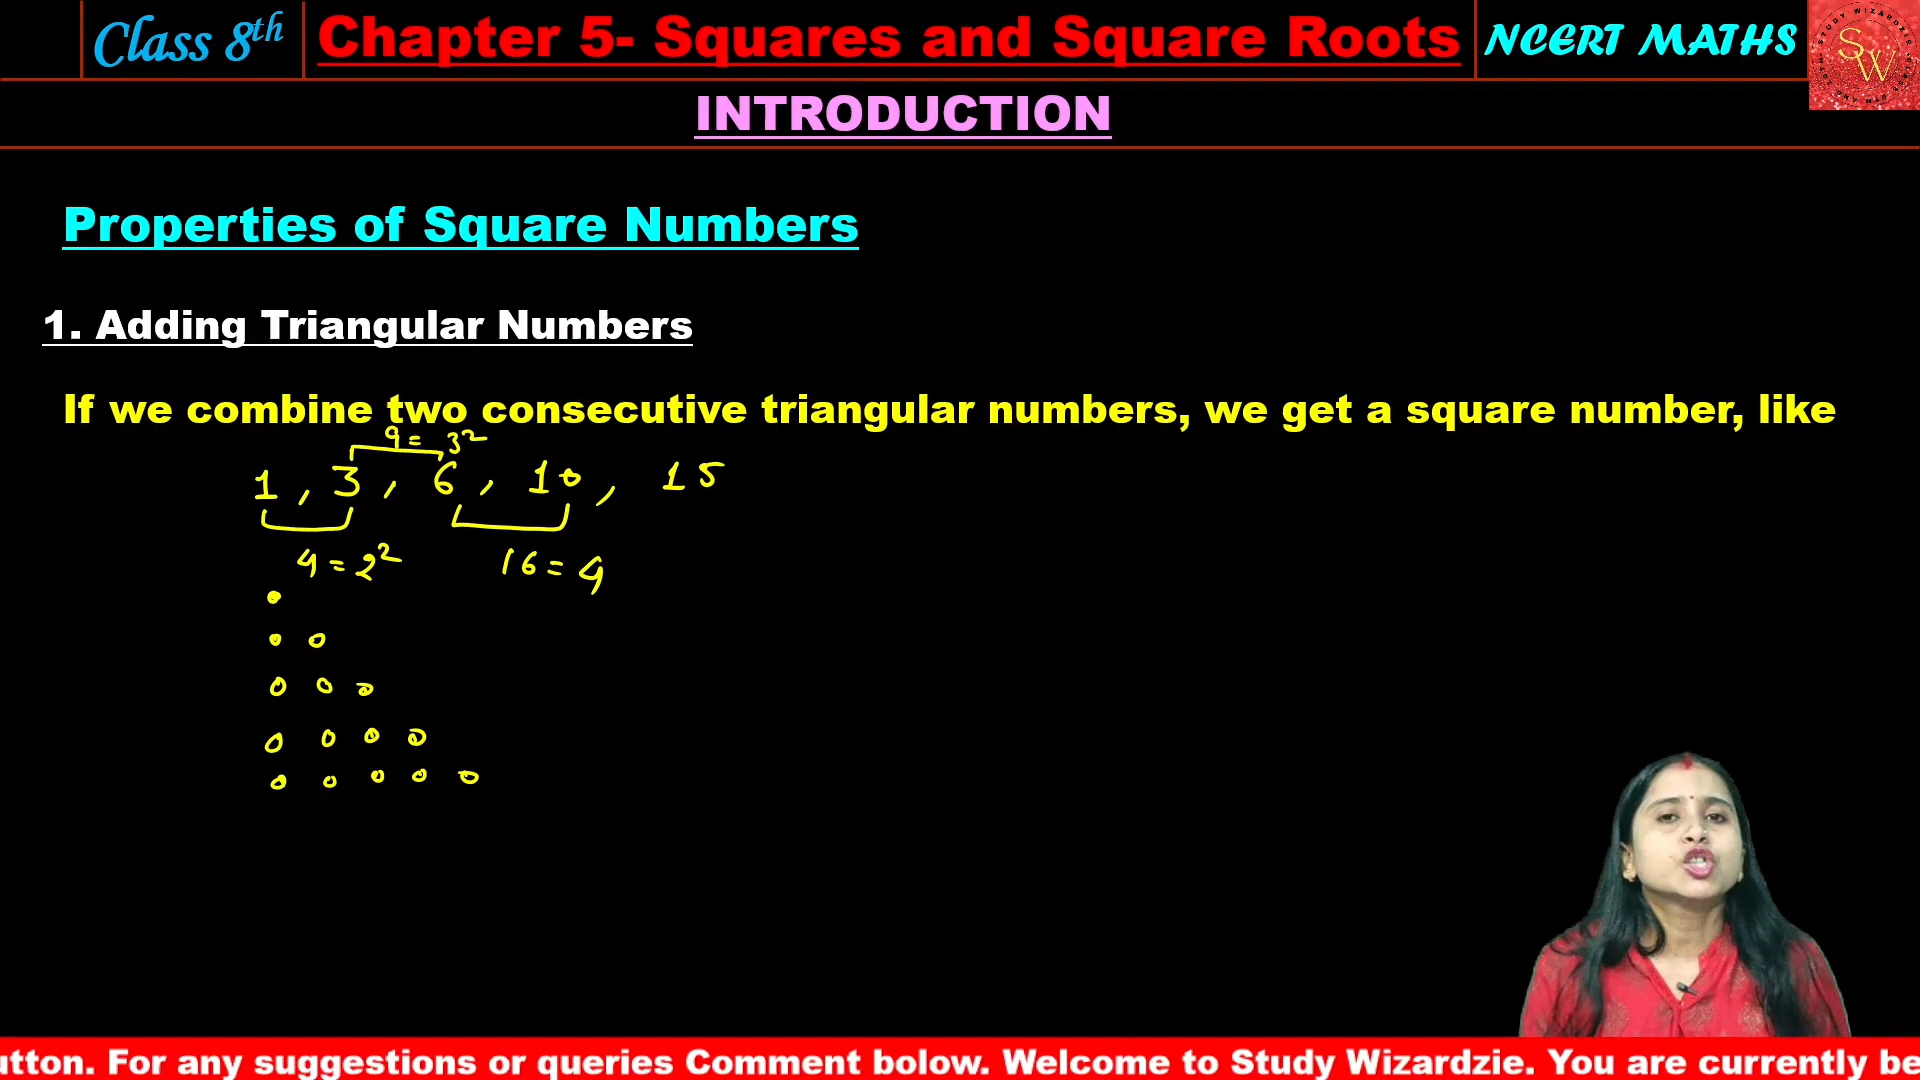 Class 8th
Chapter 5- Squares and Square Roots
NCERT MATHS
SW
INTRODUCTION
Properties of Square Numbers
1. Adding Triangular Numbers
If we combine two consecutive triangular numbers, we get a square number, like
9 = 3²
1, 3, 6, 10, 15
4 = 2² 16 = 4
utton. For any suggestions or queries Comment bolow. Welcome to Study Wizardzie. You are currently be